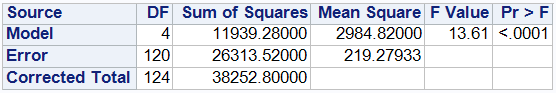 Source DF Sum of Squares Mean Square F Value Pr > F
Model 4 11939.28000 2984.82000 13.61 <.0001
Error 120 26313.52000 219.27933
Corrected Total 124 38252.80000